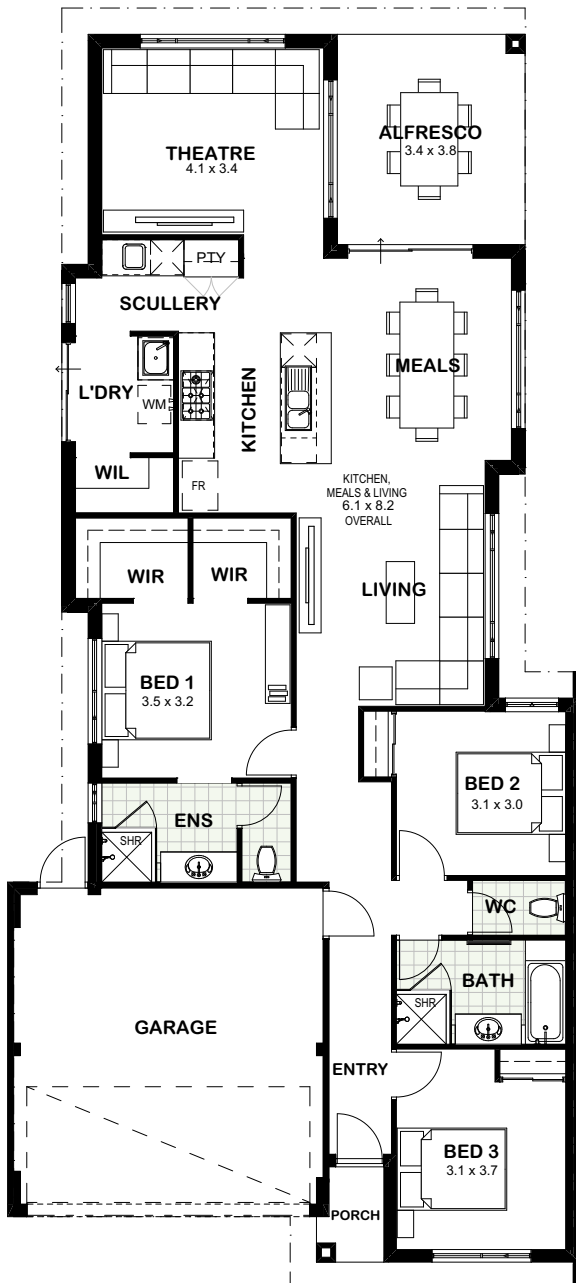 THEATRE
4.1 x 3.4
ALFRESCO
3.4 x 3.8
PTY
SCULLERY
L'DRY
WM
KITCHEN
MEALS
WIL
FR
KITCHEN,
MEALS & LIVING
6.1 x 8.2
OVERALL
WIR
WIR
LIVING
BED 1
3.5 x 3.2
BED 2
3.1 x 3.0
ENS
SHR
WC
BATH
SHR
GARAGE
ENTRY
BED 3
3.1 x 3.7
PORCH